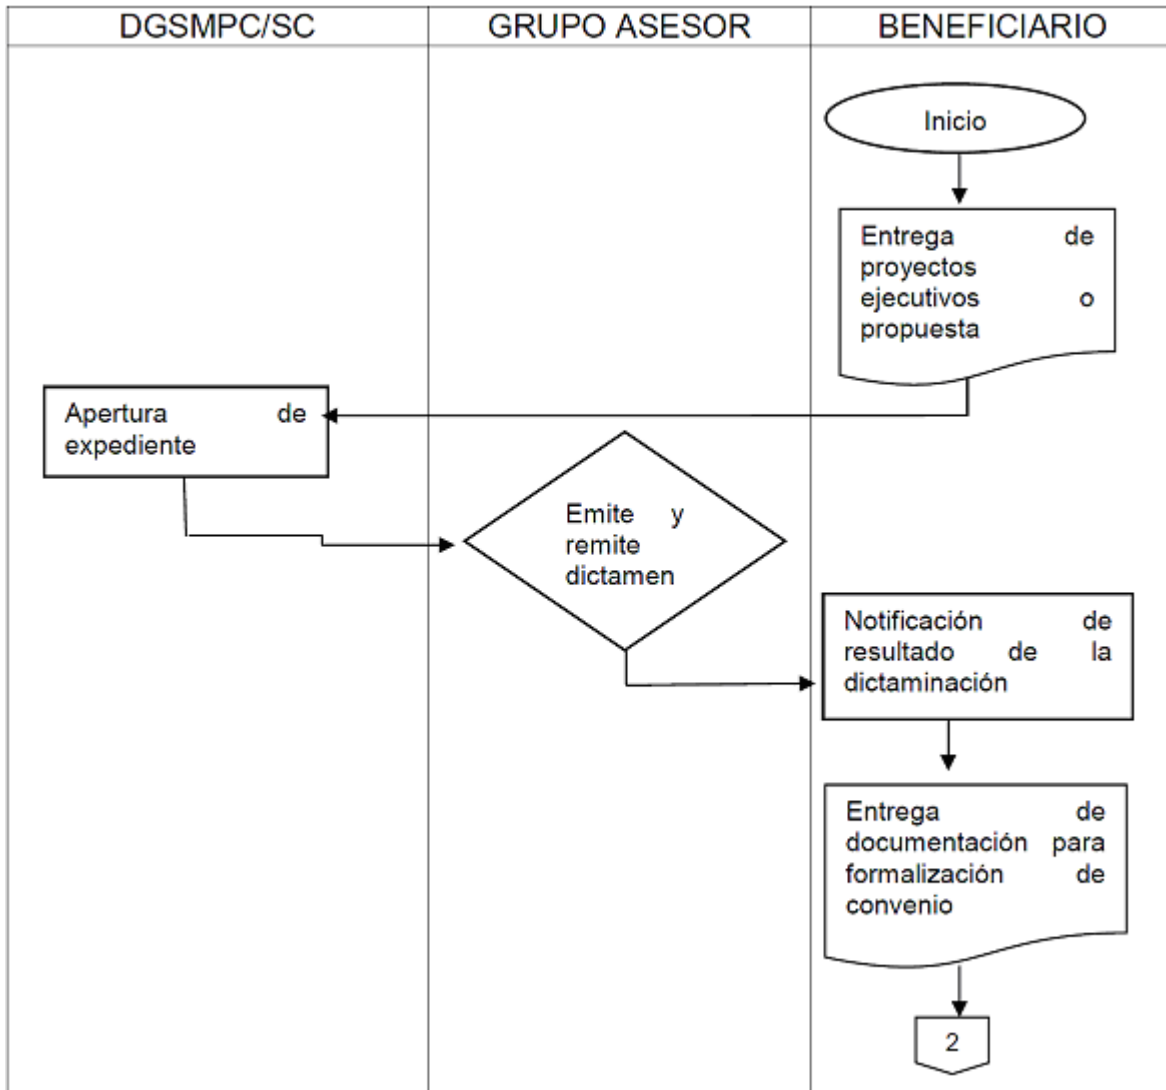 DGSMPC/SC
GRUPO ASESOR
BENEFICIARIO
Inicio
Entrega de
proyectos
ejecutivos o
propuesta
Apertura de
expediente
Emite y
remite
dictamen
Notificación de
resultado de la
dictaminación
Entrega de
documentación para
formalización de
convenio
2